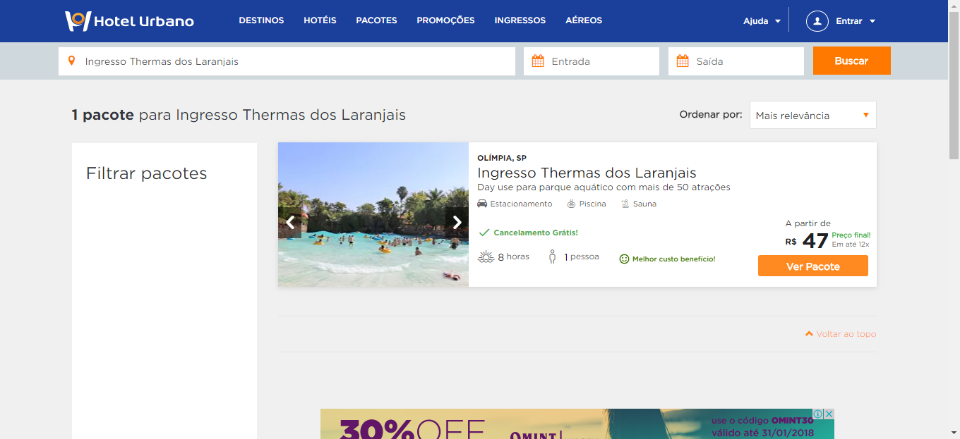 Hotel Urbano
DESTINOS HOTÉIS PACOTES PROMOÇÕES INGRESSOS AÉREOS
Ajuda Entrar
Ingresso Thermas dos Laranjais
Entrada
Saída
Buscar
1 pacote para Ingresso Thermas dos Laranjais
Ordenar por: Mais relevância
Filtrar pacotes
OLÍMPIA, SP
Ingresso Thermas dos Laranjais
Day use para parque aquático com mais de 50 atrações
Estacionamento Piscina Sauna
Cancelamento Grátis!
8 horas 1 pessoa Melhor custo benefício!
A partir de
R$ 47 Preço final!
Em até 12x
Ver Pacote
Voltar ao topo
30%OFF
OMINT
use o código OMINT30
válido até 31/01/2018